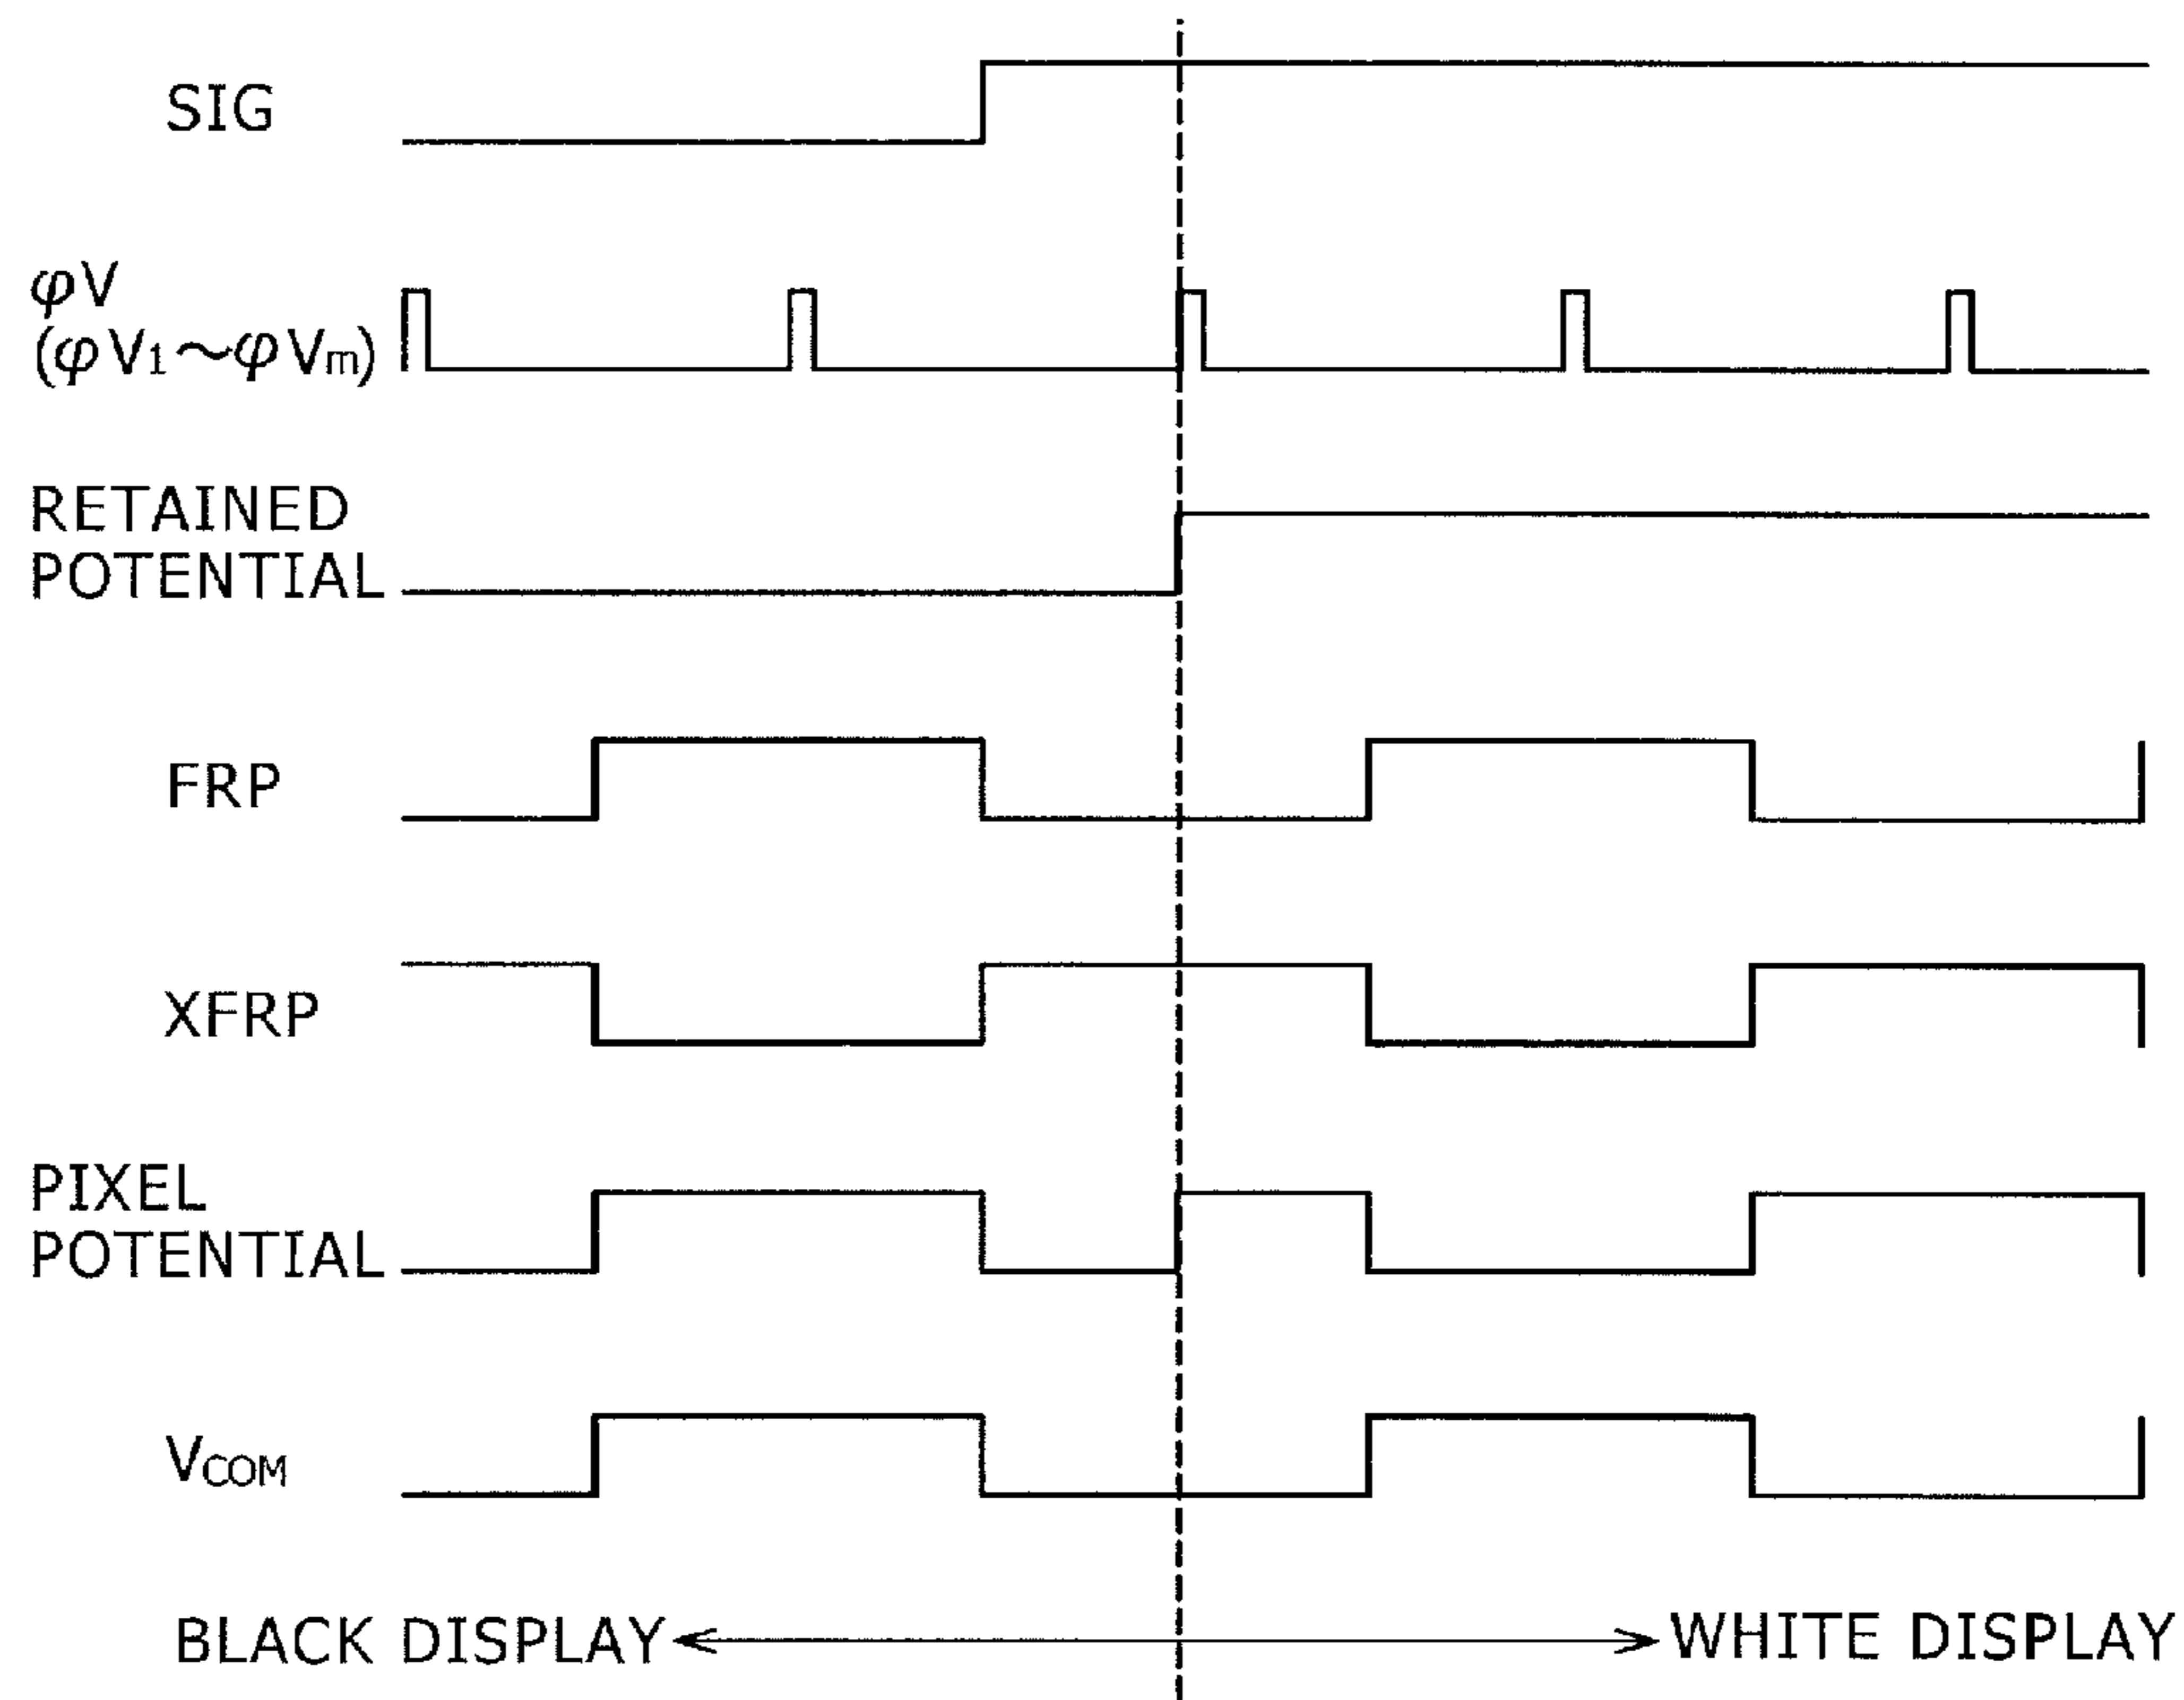 SIG
φV
(φV1〜φVm)
RETAINED
POTENTIAL
FRP
XFRP
PIXEL
POTENTIAL
VCOM
BLACK DISPLAY
WHITE DISPLAY